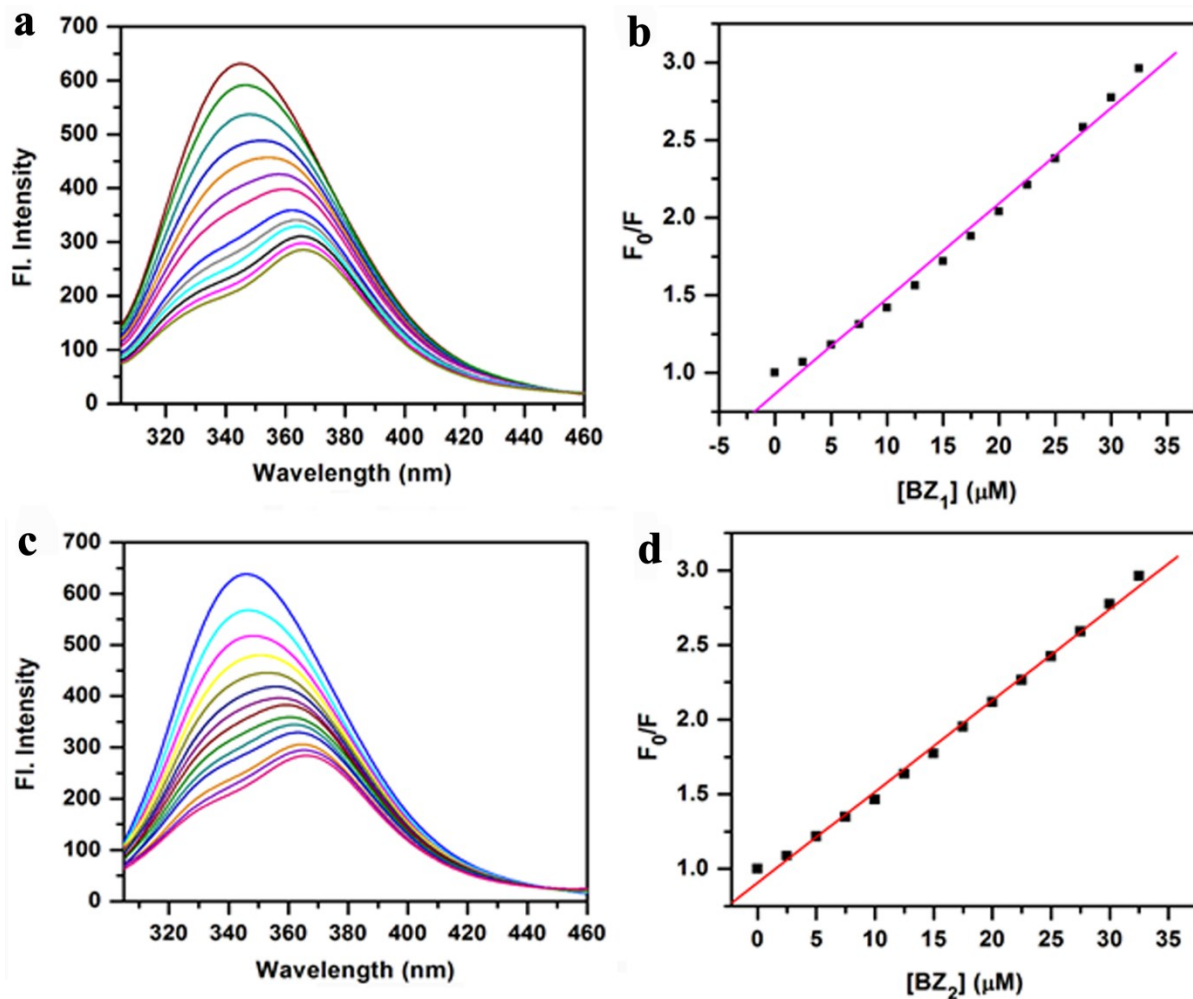 a
700
600
500
400
300
200
100
0
Fl. Intensity
320 340 360 380 400 420 440 460
Wavelength (nm)
b
3.0
2.5
2.0
1.5
1.0
F₀/F
-5 0 5 10 15 20 25 30 35
[BZ₁] (μM)
c
700
600
500
400
300
200
100
0
Fl. Intensity
320 340 360 380 400 420 440 460
Wavelength (nm)
d
3.0
2.5
2.0
1.5
1.0
F₀/F
0 5 10 15 20 25 30 35
[BZ₂] (μM)